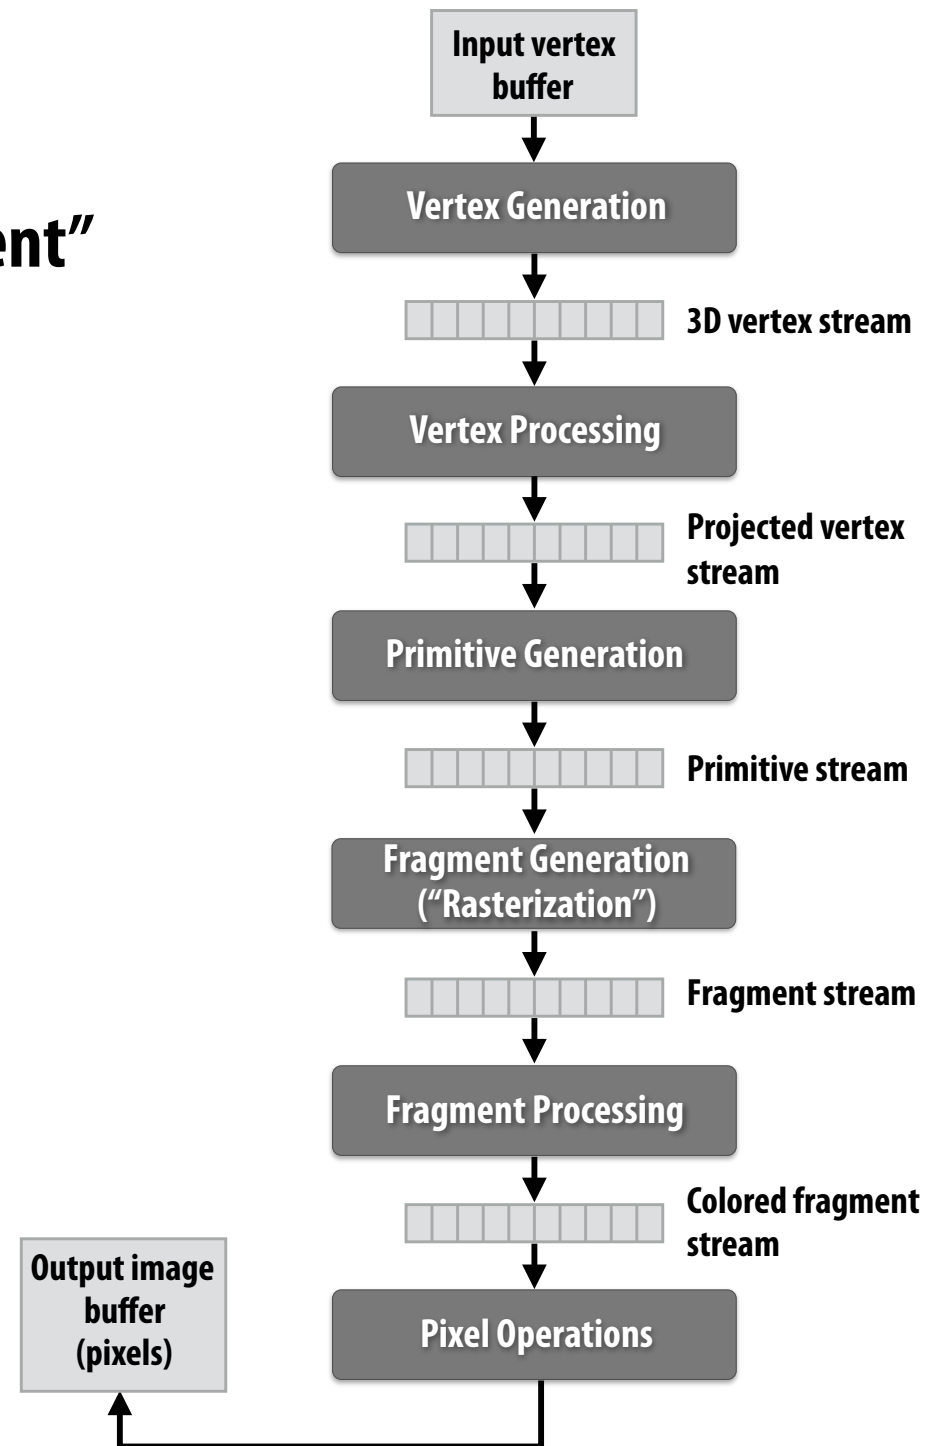 Input vertex
buffer
Vertex Generation
ent”
3D vertex stream
Vertex Processing
Projected vertex
stream
Primitive Generation
Primitive stream
Fragment Generation
(“Rasterization”)
Fragment stream
Fragment Processing
Colored fragment
stream
Output image
buffer
(pixels)
Pixel Operations